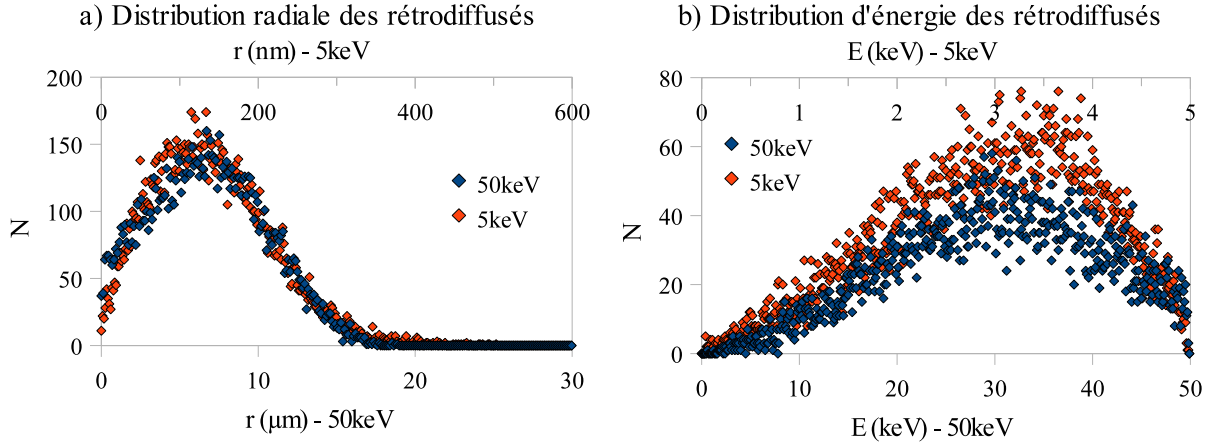 a) Distribution radiale des rétrodiffusés
r (nm) - 5keV
200
0 200 400 600
150
100
50
0
N
50keV
5keV
0 10 20 30
r (μm) - 50keV
b) Distribution d'énergie des rétrodiffusés
E (keV) - 5keV
80
0 1 2 3 4 5
60
40
20
0
N
50keV
5keV
0 10 20 30 40 50
E (keV) - 50keV